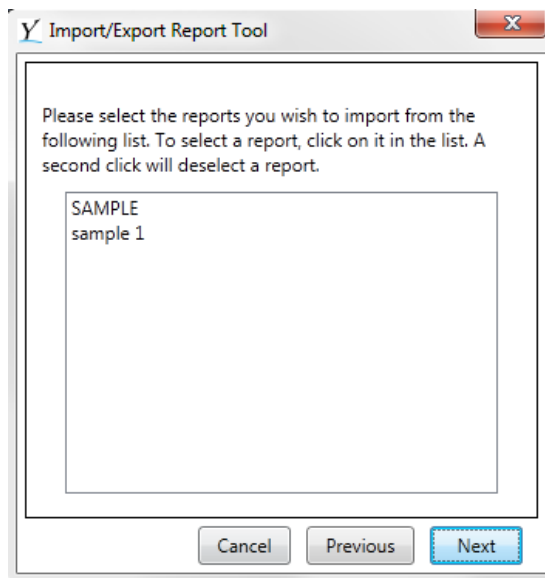 Import/Export Report Tool
Please select the reports you wish to import from the
following list. To select a report, click on it in the list. A
second click will deselect a report.
SAMPLE
sample 1
Cancel Previous Next